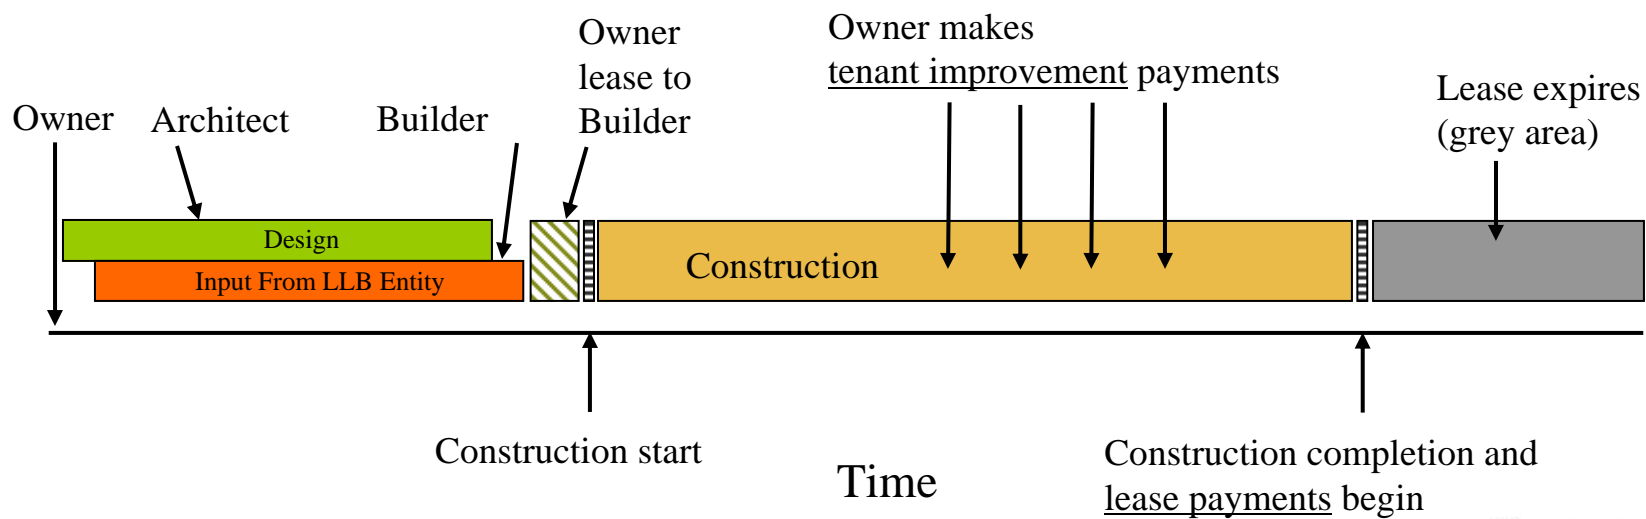 Owner
Architect
Builder
Owner
lease to
Builder
Owner makes
tenant improvement payments
Lease expires
(grey area)
Design
Input From LLB Entity
Construction
Construction start
Time
Construction completion and
lease payments begin